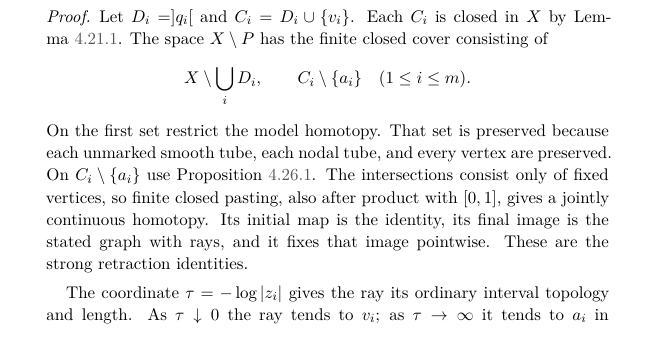 Proof. Let D_i =]q_i[ and C_i = D_i ∪ {v_i}. Each C_i is closed in X by Lem-
ma 4.21.1. The space X \ P has the finite closed cover consisting of
X \ ⋃_i D_i,   C_i \ {a_i}   (1 ≤ i ≤ m).
On the first set restrict the model homotopy. That set is preserved because
each unmarked smooth tube, each nodal tube, and every vertex are preserved.
On C_i \ {a_i} use Proposition 4.26.1. The intersections consist only of fixed
vertices, so finite closed pasting, also after product with [0, 1], gives a jointly
continuous homotopy. Its initial map is the identity, its final image is the
stated graph with rays, and it fixes that image pointwise. These are the
strong retraction identities.
The coordinate τ = − log |z_i| gives the ray its ordinary interval topology
and length. As τ ↓ 0 the ray tends to v_i; as τ → ∞ it tends to a_i in